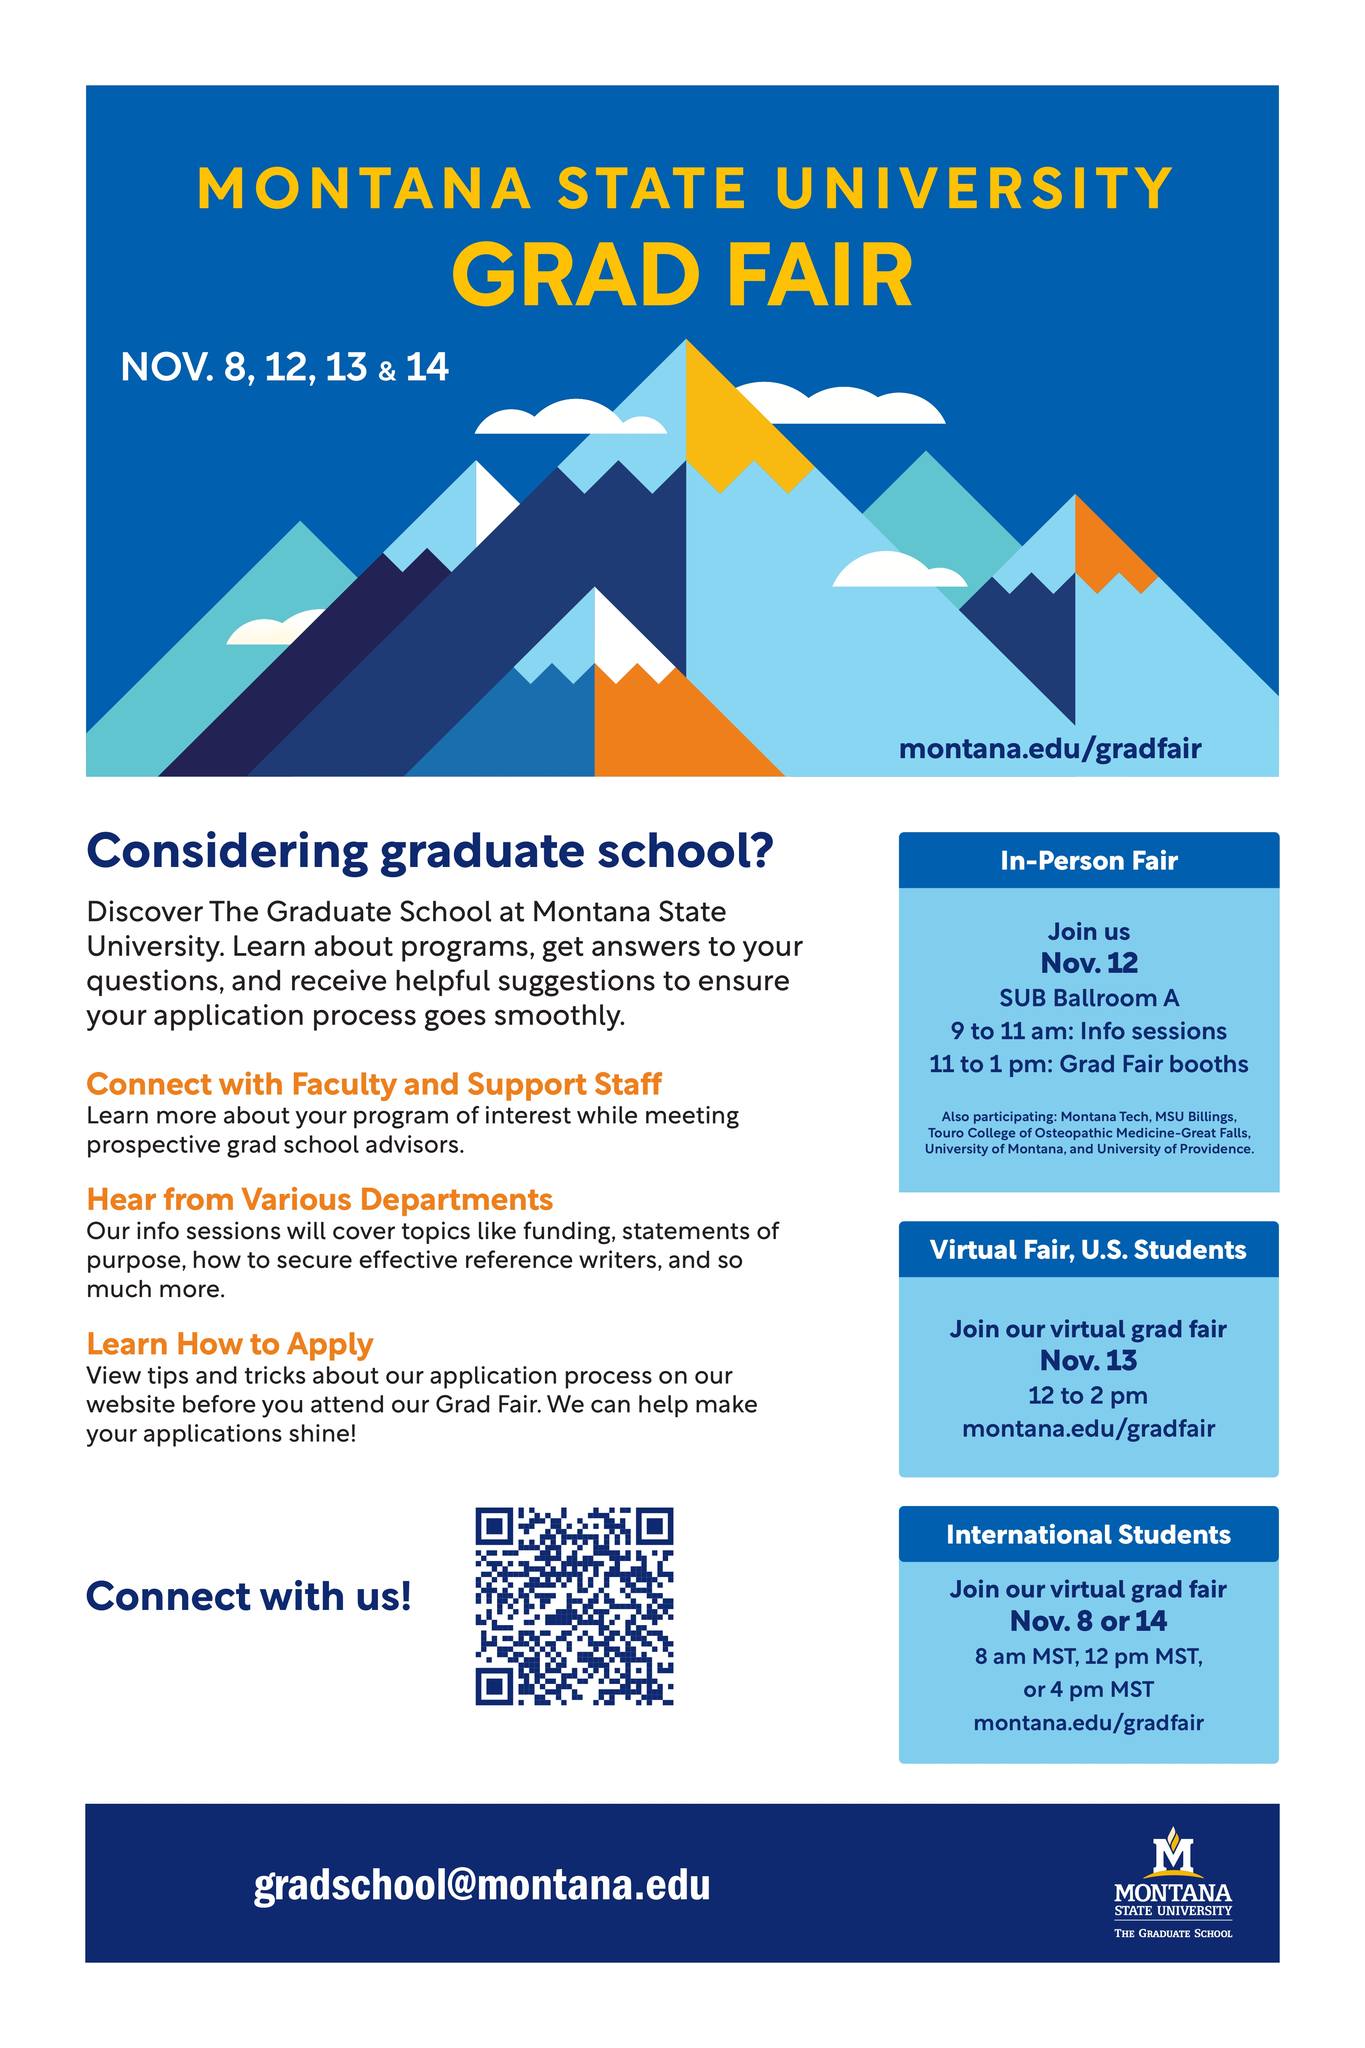 MONTANA STATE UNIVERSITY
GRAD FAIR
NOV. 8, 12, 13 & 14
montana.edu/gradfair
Considering graduate school?
Discover The Graduate School at Montana State
University. Learn about programs, get answers to your
questions, and receive helpful suggestions to ensure
your application process goes smoothly.
Connect with Faculty and Support Staff
Learn more about your program of interest while meeting
prospective grad school advisors.
Hear from Various Departments
Our info sessions will cover topics like funding, statements of
purpose, how to secure effective reference writers, and so
much more.
Learn How to Apply
View tips and tricks about our application process on our
website before you attend our Grad Fair. We can help make
your applications shine!
Connect with us!
In-Person Fair
Join us
Nov. 12
SUB Ballroom A
9 to 11 am: Info sessions
11 to 1 pm: Grad Fair booths
Also participating: Montana Tech, MSU Billings,
Touro College of Osteopathic Medicine-Great Falls,
University of Montana, and University of Providence.
Virtual Fair, U.S. Students
Join our virtual grad fair
Nov. 13
12 to 2 pm
montana.edu/gradfair
International Students
Join our virtual grad fair
Nov. 8 or 14
8 am MST, 12 pm MST,
or 4 pm MST
montana.edu/gradfair
gradschool@montana.edu
M
MONTANA
STATE UNIVERSITY
THE GRADUATE SCHOOL